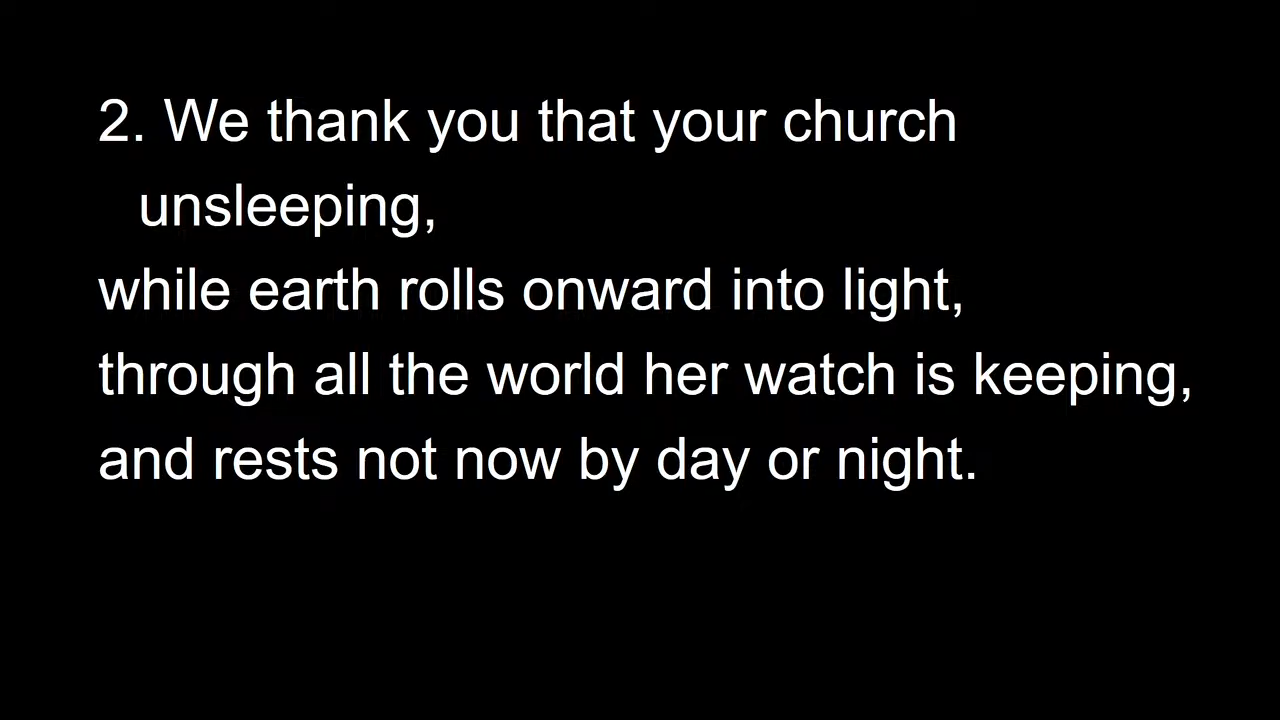 2. We thank you that your church
unsleeping,
while earth rolls onward into light,
through all the world her watch is keeping,
and rests not now by day or night.